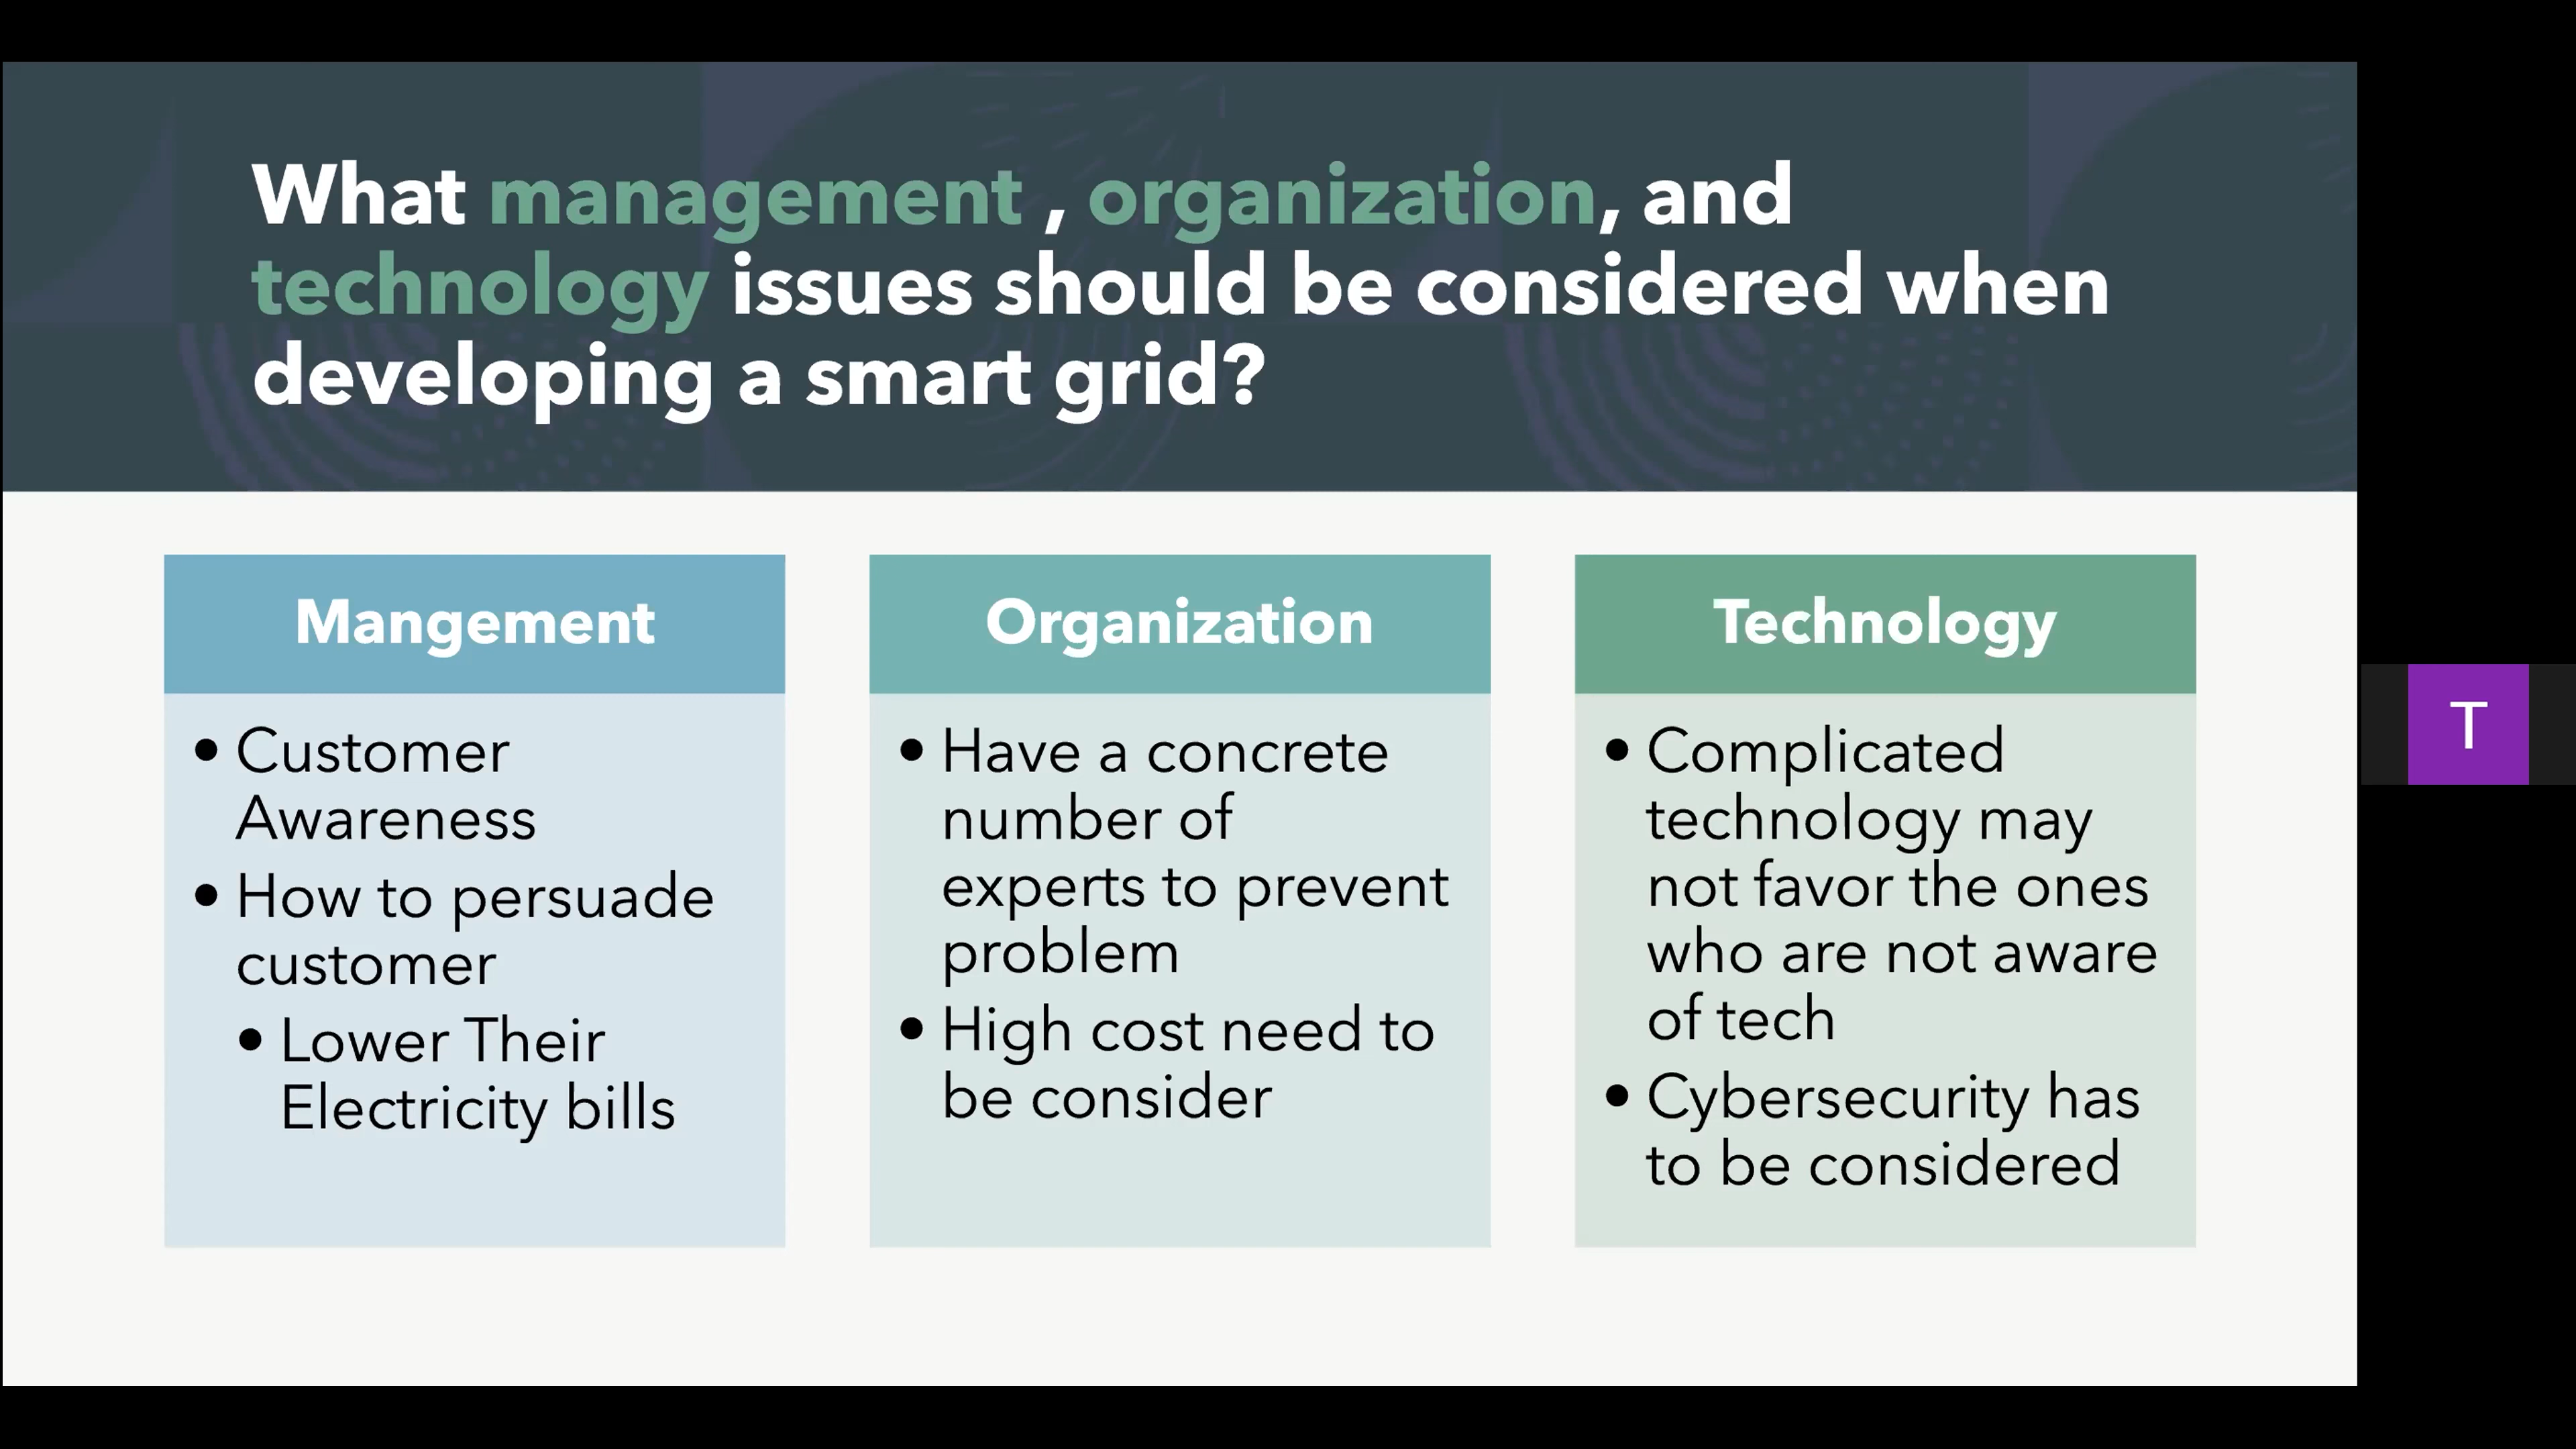 What management , organization, and
technology issues should be considered when
developing a smart grid?
Mangement
• Customer
Awareness
• How to persuade
customer
• Lower Their
Electricity bills
Organization
• Have a concrete
number of
experts to prevent
problem
• High cost need to
be consider
Technology
• Complicated
technology may
not favor the ones
who are not aware
of tech
• Cybersecurity has
to be considered
T